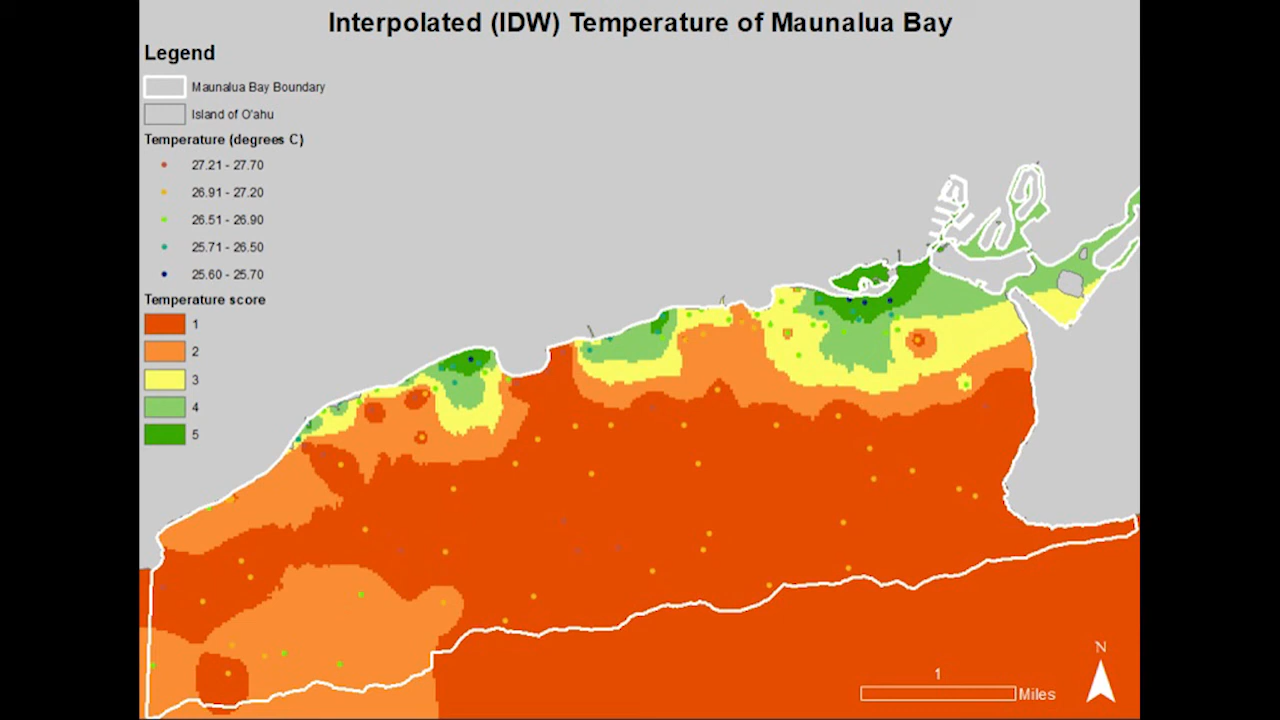 Interpolated (IDW) Temperature of Maunalua Bay
Legend
Maunalua Bay Boundary
Island of O'ahu
Temperature (degrees C)
27.21 - 27.70
26.91 - 27.20
26.51 - 26.90
25.71 - 26.50
25.60 - 25.70
Temperature score
1
2
3
4
5
N
1
Miles